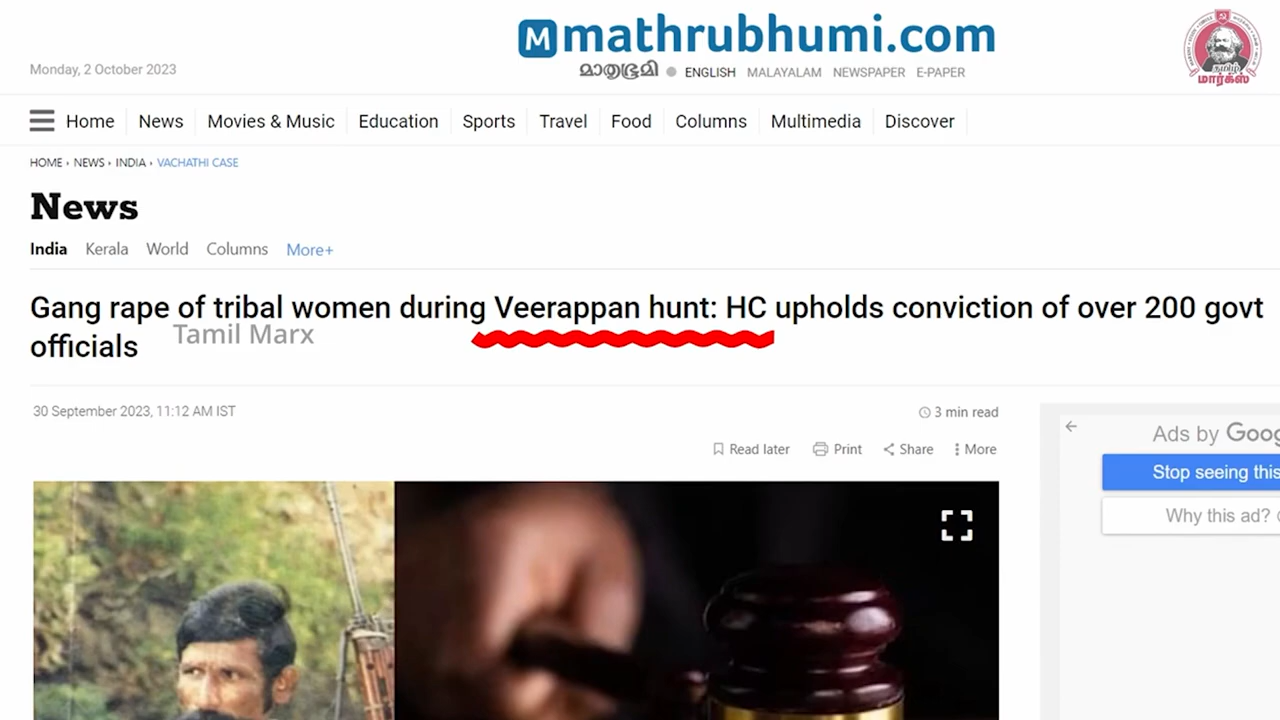 M mathrubhumi.com
Monday, 2 October 2023
മാതൃഭൂമി ENGLISH MALAYALAM NEWSPAPER E-PAPER
தமிழ்
மார்க்ஸ்
Home News Movies & Music Education Sports Travel Food Columns Multimedia Discover
HOME › NEWS › INDIA › VACHATHI CASE
News
India Kerala World Columns More+
Gang rape of tribal women during Veerappan hunt: HC upholds conviction of over 200 govt
officials
Tamil Marx
30 September 2023, 11:12 AM IST
3 min read
Read later Print Share More
Ads by
Stop seeing this
Why this ad?